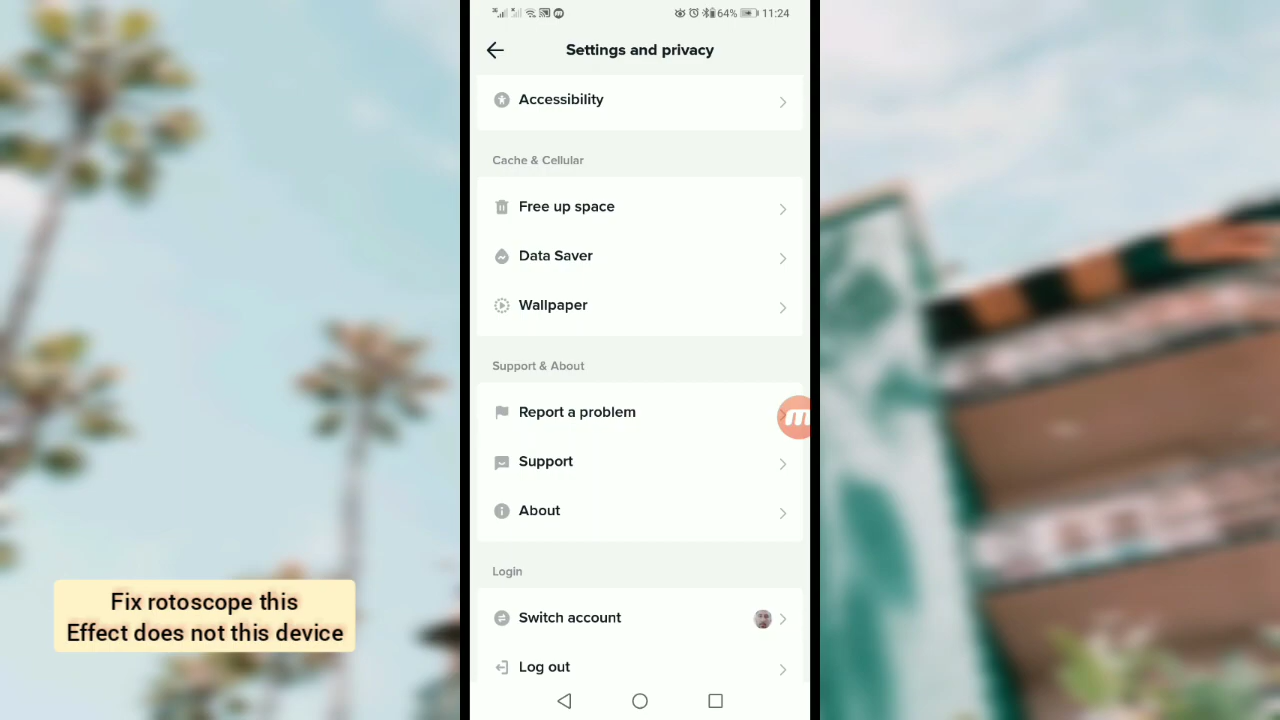 64% 11:24
Settings and privacy
Accessibility
Cache & Cellular
Free up space
Data Saver
Wallpaper
Support & About
Report a problem
Support
About
Login
Switch account
Log out
Fix rotoscope this
Effect does not this device